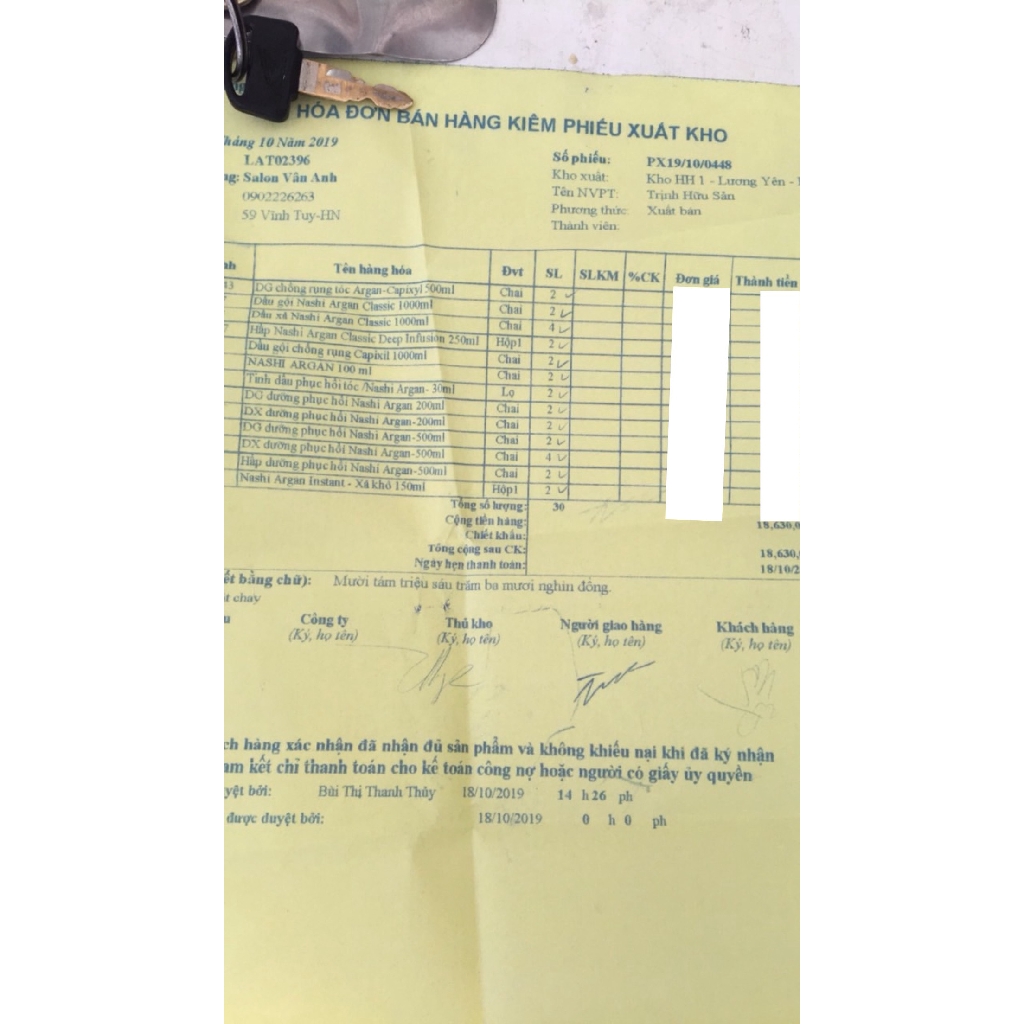 HÓA ĐƠN BÁN HÀNG KIÊM PHIẾU XUẤT KHO
háng 10 Năm 2019
LAT02396
g: Salon Vân Anh
0902226263
59 Vĩnh Tuy-HN
Số phiếu: PX19/10/0448
Kho xuất: Kho HH 1 - Lương Yên -
Tên NVPT: Trịnh Hữu Sản
Phương thức: Xuất bán
Thành viên:
nh Tên hàng hóa Đvt SL SLKM %CK Đơn giá Thành tiền
DG chống rụng tóc Argan-Capixyl 500ml Chai 2
Dầu gội Nashi Argan Classic 1000ml Chai 2
Dầu xả Nashi Argan Classic 1000ml Chai 4
Hấp Nashi Argan Classic Deep Infusion 250ml Hộp1 2
Dầu gội chống rụng Capixil 1000ml Chai 2
NASHI ARGAN 100 ml Chai 2
Tinh dầu phục hồi tóc /Nashi Argan- 30ml Lọ 2
DG dưỡng phục hồi Nashi Argan 200ml Chai 2
DX dưỡng phục hồi Nashi Argan-200ml Chai 2
DG dưỡng phục hồi Nashi Argan-500ml Chai 2
DX dưỡng phục hồi Nashi Argan-500ml Chai 4
Hấp dưỡng phục hồi Nashi Argan-500ml Chai 2
Nashi Argan Instant - Xả khô 150ml Hộp1 2
Tổng số lượng: 30
Cộng tiền hàng: 18,630,0
Chiết khấu:
Tổng cộng sau CK: 18,630,
Ngày hẹn thanh toán: 18/10/2
ết bằng chữ): Mười tám triệu sáu trăm ba mươi nghìn đồng.
t chay
u Công ty Thủ kho Người giao hàng Khách hàng
(Ký, họ tên) (Ký, họ tên) (Ký, họ tên) (Ký, họ tên)
ch hàng xác nhận đã nhận đủ sản phẩm và không khiếu nại khi đã ký nhận
am kết chỉ thanh toán cho kế toán công nợ hoặc người có giấy ủy quyền
yệt bởi: Bùi Thị Thanh Thủy 18/10/2019 14 h 26 ph
được duyệt bởi: 18/10/2019 0 h 0 ph